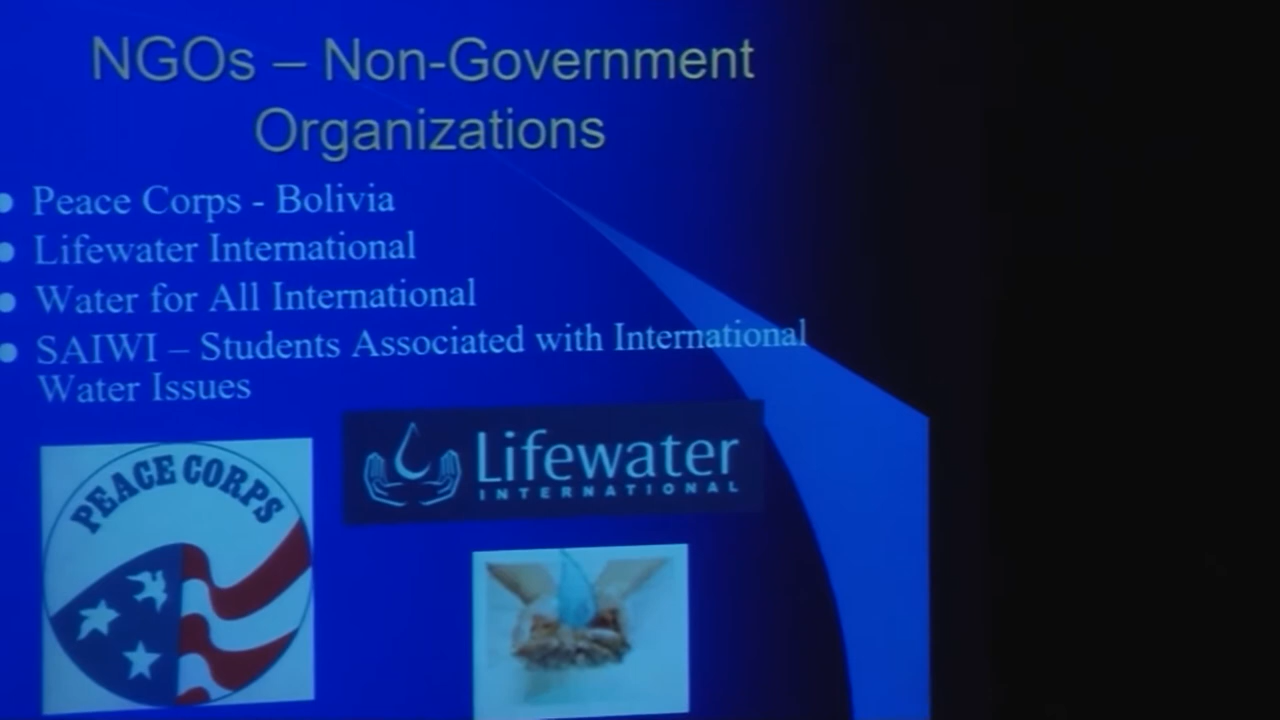 NGOs – Non-Government
Organizations
• Peace Corps - Bolivia
• Lifewater International
• Water for All International
• SAIWI – Students Associated with International
Water Issues
PEACE CORPS
Lifewater
INTERNATIONAL